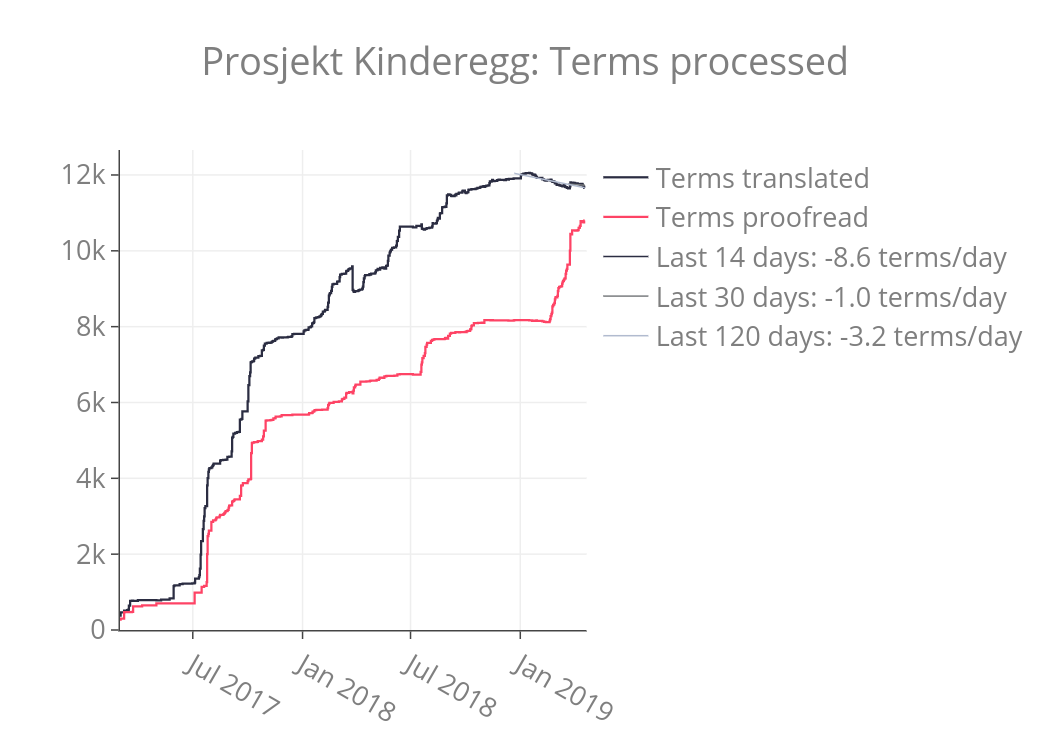 Prosjekt Kinderegg: Terms processed
12k
10k
8k
6k
4k
2k
0
Jul 2017
Jan 2018
Jul 2018
Jan 2019
Terms translated
Terms proofread
Last 14 days: -8.6 terms/day
Last 30 days: -1.0 terms/day
Last 120 days: -3.2 terms/day